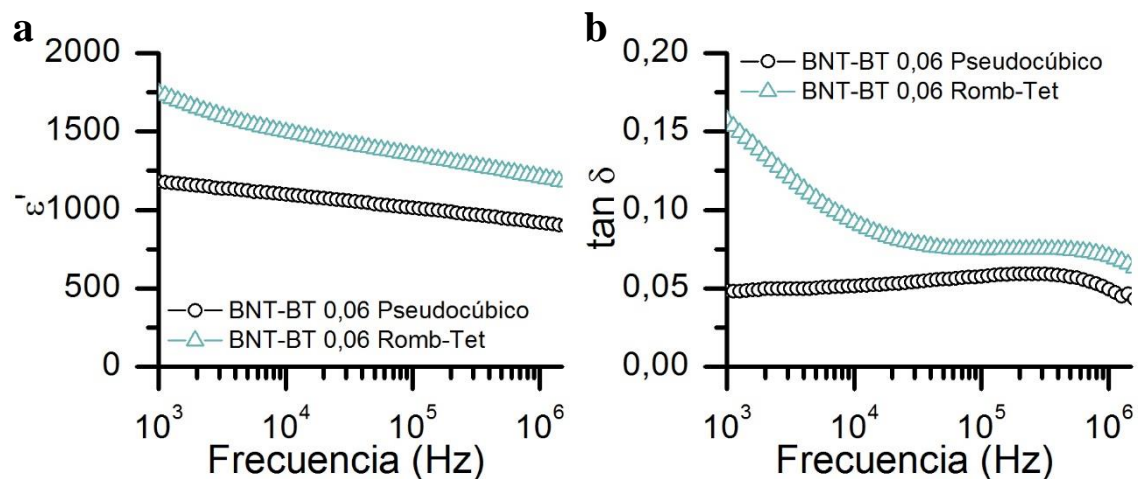 a
2000
1500
1000
500
0
ε'
BNT-BT 0,06 Pseudocúbico
BNT-BT 0,06 Romb-Tet
10³ 10⁴ 10⁵ 10⁶
Frecuencia (Hz)
b
0,20
0,15
0,10
0,05
0,00
tan δ
BNT-BT 0,06 Pseudocúbico
BNT-BT 0,06 Romb-Tet
10³ 10⁴ 10⁵ 10⁶
Frecuencia (Hz)